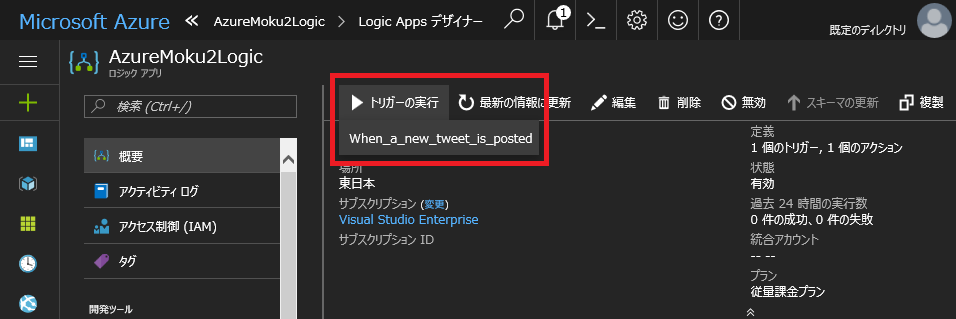 Microsoft Azure
AzureMoku2Logic
Logic Apps デザイナー
1
既定のディレクトリ
AzureMoku2Logic
ロジック アプリ
検索 (Ctrl+/)
概要
アクティビティ ログ
アクセス制御 (IAM)
タグ
開発ツール
トリガーの実行
最新の情報に更新
編集
削除
無効
スキーマの更新
複製
When_a_new_tweet_is_posted
場所
東日本
サブスクリプション (変更)
Visual Studio Enterprise
サブスクリプション ID
定義
1 個のトリガー, 1 個のアクション
状態
有効
過去 24 時間の実行数
0 件の成功、0 件の失敗
統合アカウント
-- --
プラン
従量課金プラン